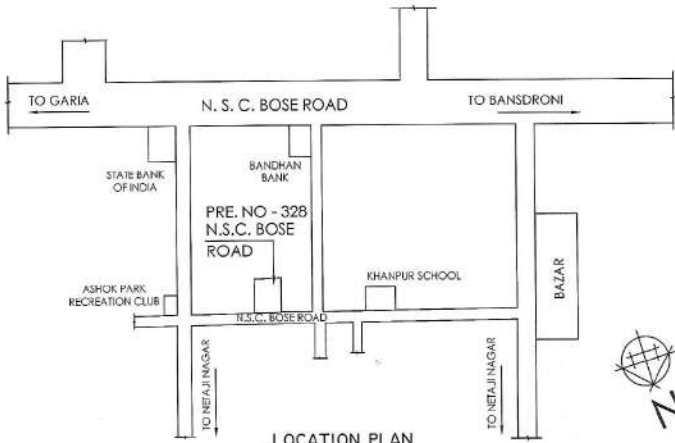 TO GARIA
N. S. C. BOSE ROAD
TO BANSDRONI
STATE BANK
OF INDIA
BANDHAN
BANK
PRE. NO - 328
N.S.C. BOSE
ROAD
KHANPUR SCHOOL
BAZAR
ASHOK PARK
RECREATION CLUB
N.S.C. BOSE ROAD
TO NETAJI NAGAR
TO NETAJI NAGAR
N
LOCATION PLAN